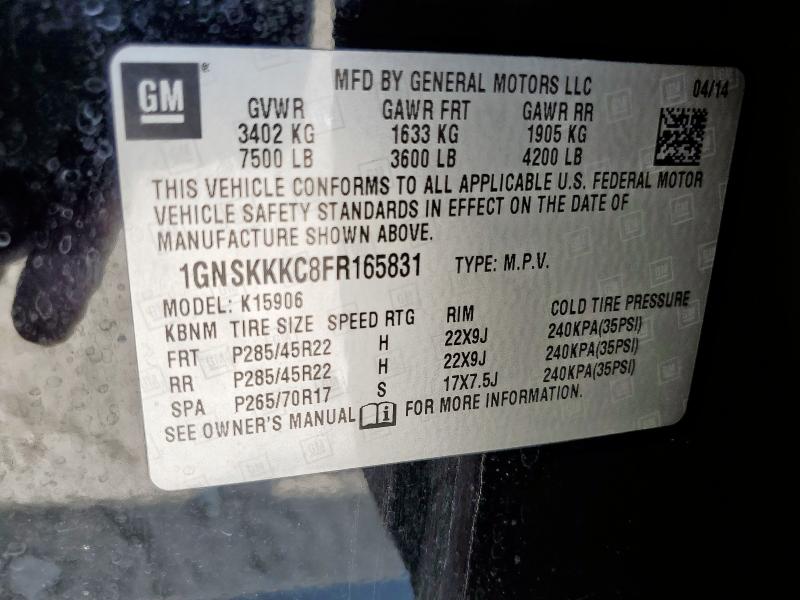 GM
MFD BY GENERAL MOTORS LLC 04/14
GVWR GAWR FRT GAWR RR
3402 KG 1633 KG 1905 KG
7500 LB 3600 LB 4200 LB
THIS VEHICLE CONFORMS TO ALL APPLICABLE U.S. FEDERAL MOTOR
VEHICLE SAFETY STANDARDS IN EFFECT ON THE DATE OF
MANUFACTURE SHOWN ABOVE.
1GNSKKKC8FR165831 TYPE: M.P.V.
MODEL: K15906
KBNM TIRE SIZE SPEED RTG RIM COLD TIRE PRESSURE
FRT P285/45R22 H 22X9J 240KPA(35PSI)
RR P285/45R22 H 22X9J 240KPA(35PSI)
SPA P265/70R17 S 17X7.5J 240KPA(35PSI)
SEE OWNER'S MANUAL i FOR MORE INFORMATION.